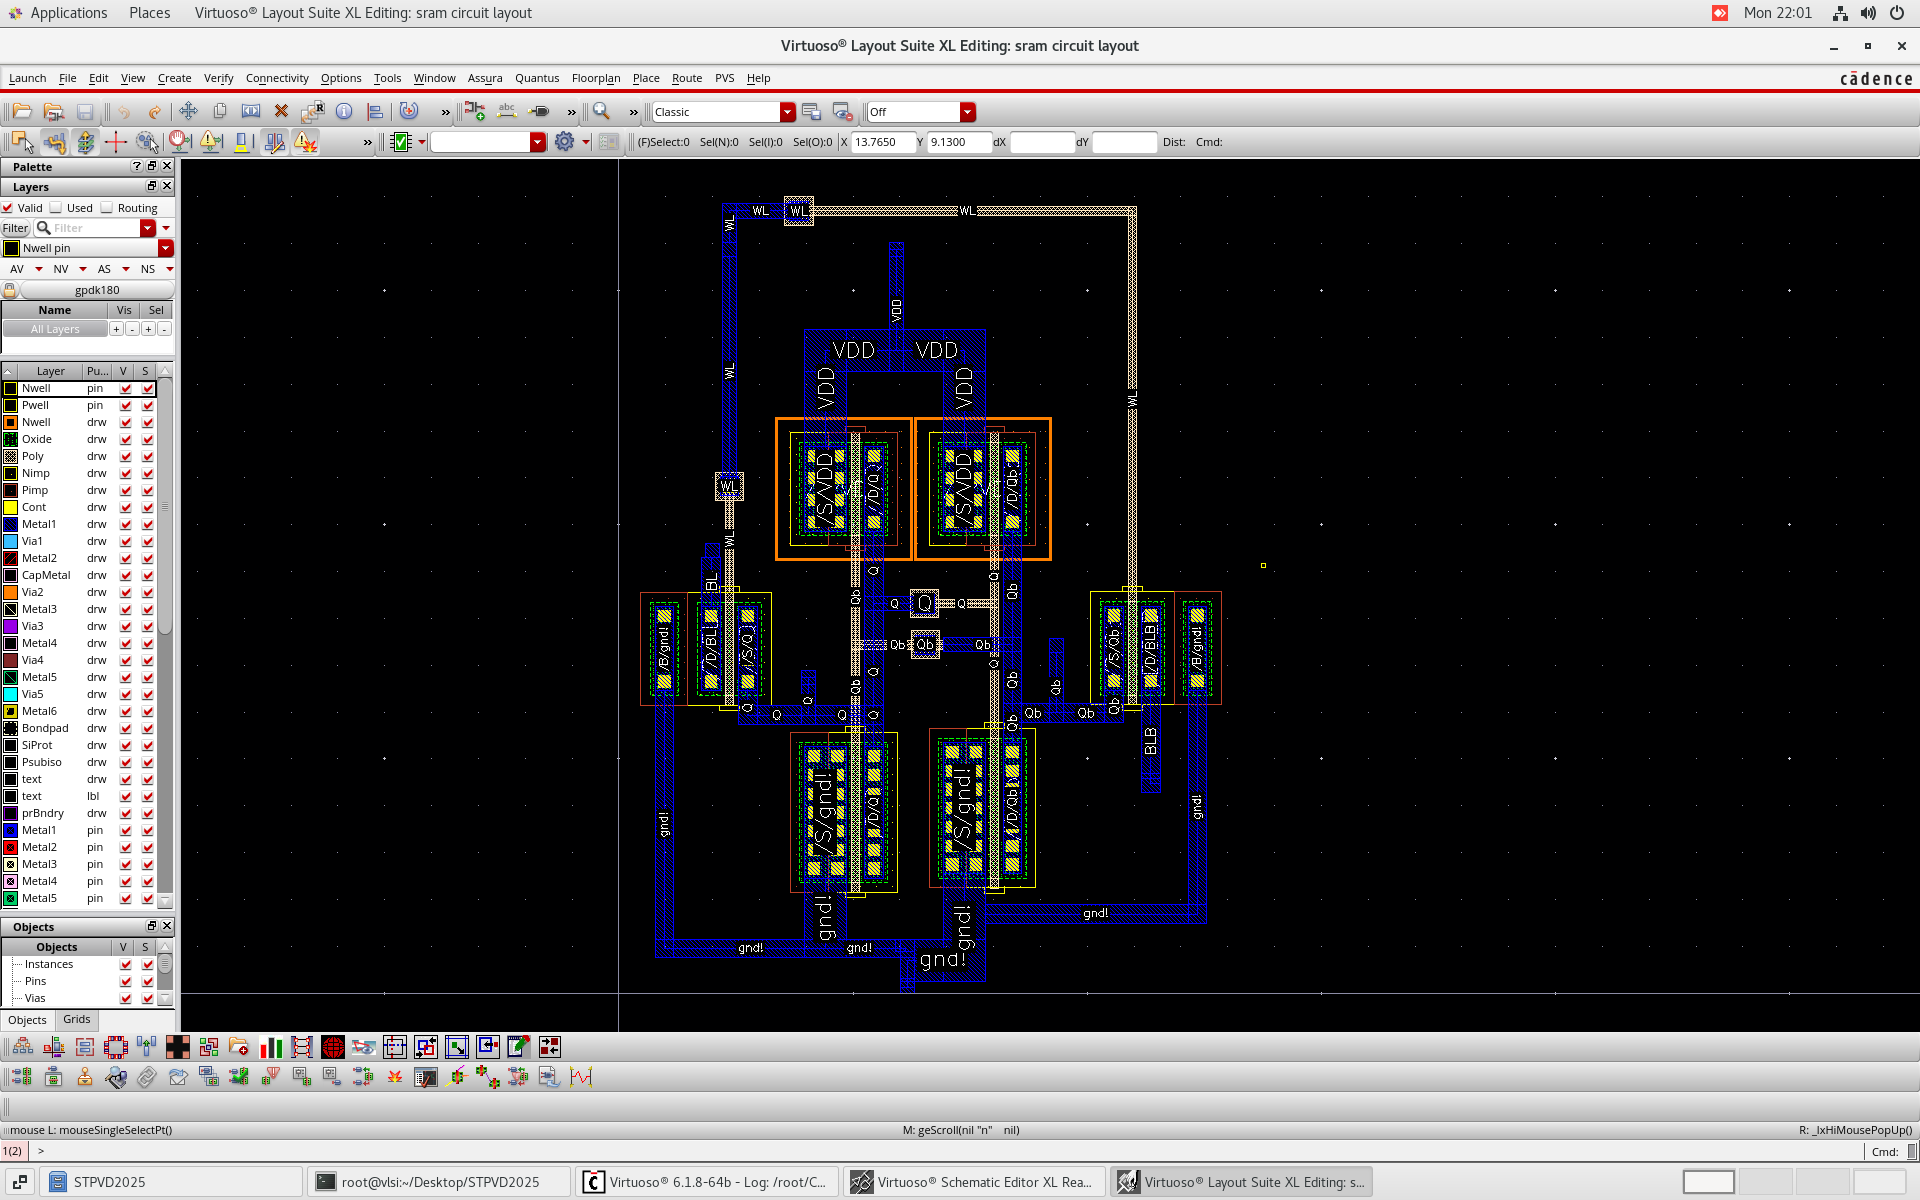 Applications Places Virtuoso® Layout Suite XL Editing: sram circuit layout Mon 22:01
Virtuoso® Layout Suite XL Editing: sram circuit layout
Launch File Edit View Create Verify Connectivity Options Tools Window Assura Quantus Floorplan Place Route PVS Help cādence
abc Classic Off
(F)Select:0 Sel(N):0 Sel(I):0 Sel(O):0 X 13.7650 Y 9.1300 dX dY Dist: Cmd:
Palette
Layers
Valid Used Routing
Filter Filter
Nwell pin
AV NV AS NS
gpdk180
Name Vis Sel
All Layers + - + -
Layer Pu... V S
Nwell pin
Pwell pin
Nwell drw
Oxide drw
Poly drw
Nimp drw
Pimp drw
Cont drw
Metal1 drw
Via1 drw
Metal2 drw
CapMetal drw
Via2 drw
Metal3 drw
Via3 drw
Metal4 drw
Via4 drw
Metal5 drw
Via5 drw
Metal6 drw
Bondpad drw
SiProt drw
Psubiso drw
text drw
text lbl
prBndry drw
Metal1 pin
Metal2 pin
Metal3 pin
Metal4 pin
Metal5 pin
Objects
Objects V S
Instances
Pins
Vias
Objects Grids
WL WL WL
WL
VDD
VDD VDD
VDD VDD
WL
WL
WL
/S/VDD /D/Q /S/VDD /D/Qb
WL
BL
Q
Q
Qb
Qb
Q Q Q
Qb Qb Qb
/B/gnd! /D/BL /S/Q
/S/Qb /D/BLB /B/gnd!
Q
Q
Qb
Qb
Qb
Q
Q
Q Q Q
Qb
Qb Qb
Qb
BLB
/S/gnd! /D/Q /S/gnd! /D/Qb
gnd!
gnd!
gnd! gnd!
gnd!
gnd! gnd!
gnd!
mouse L: mouseSingleSelectPt() M: geScroll(nil "n" nil) R: _lxHiMousePopUp()
1(2) > Cmd:
STPVD2025 root@vlsi:~/Desktop/STPVD2025 Virtuoso® 6.1.8-64b - Log: /root/C... Virtuoso® Schematic Editor XL Rea... Virtuoso® Layout Suite XL Editing: s...